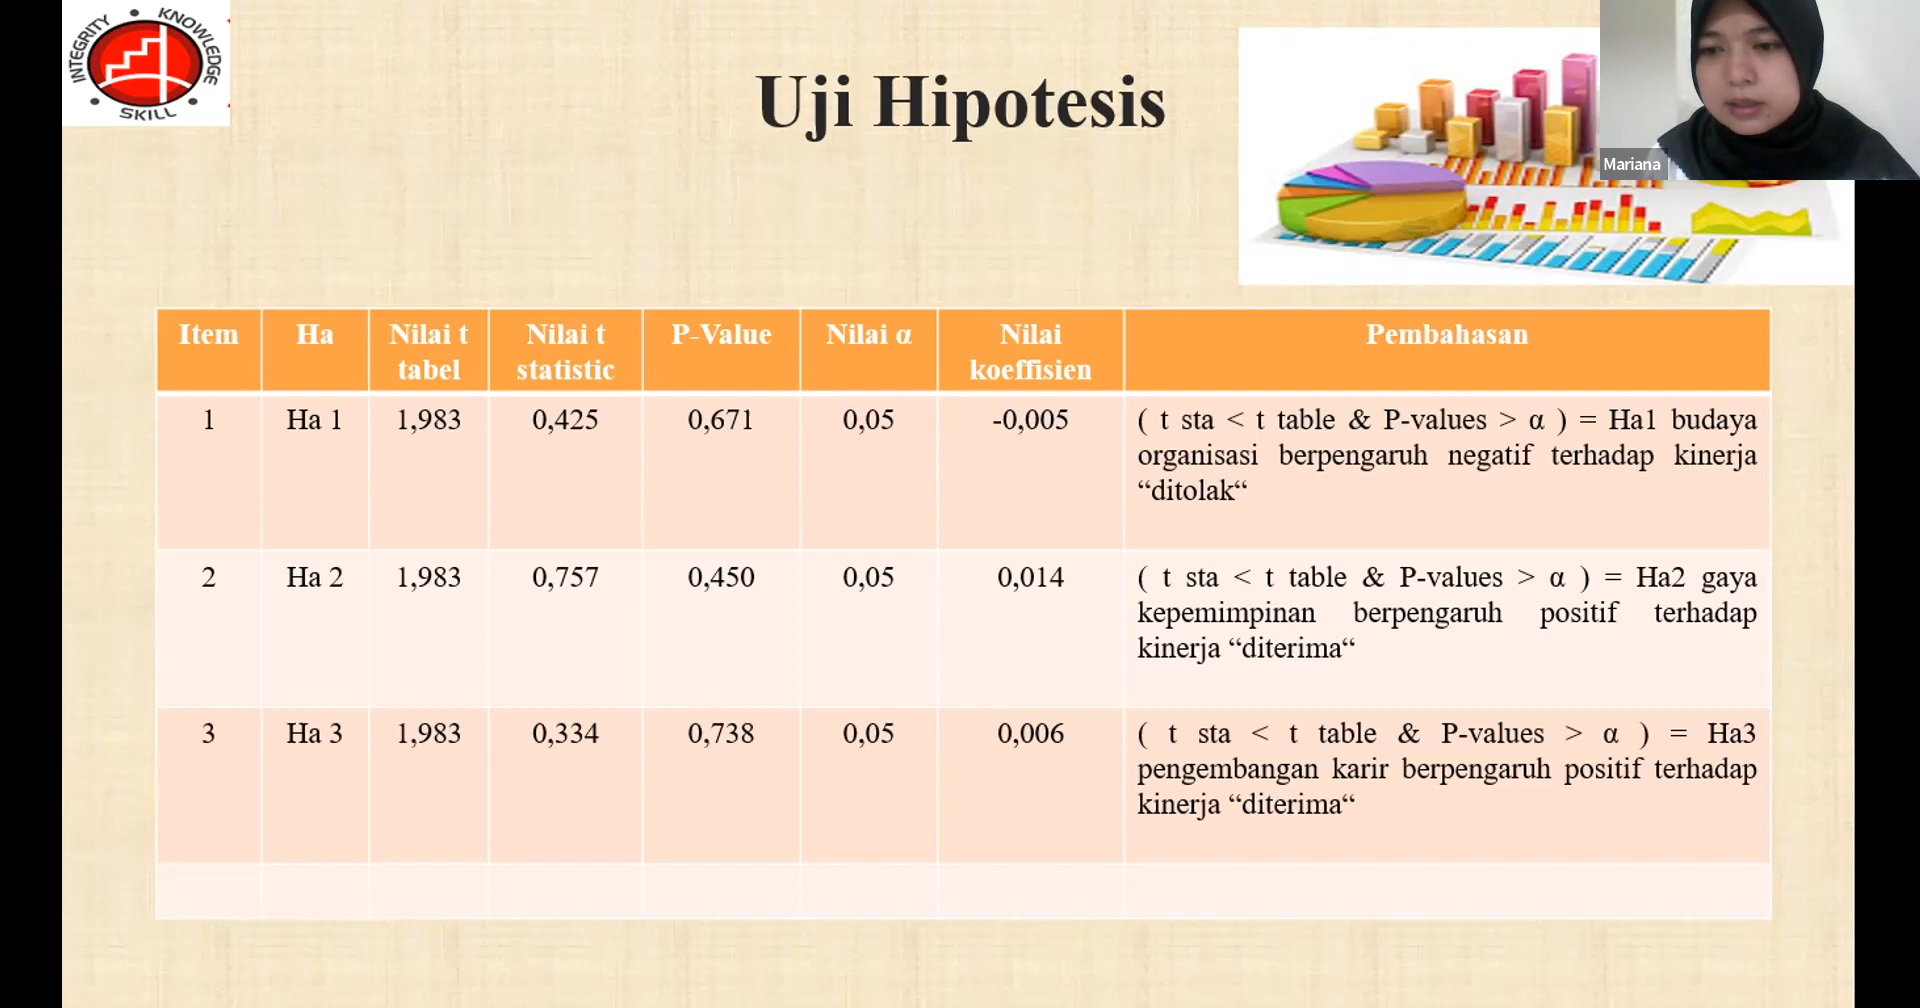 INTEGRITY • KNOWLEDGE • SKILL •
Uji Hipotesis
Mariana
Item Ha Nilai t tabel Nilai t statistic P-Value Nilai α Nilai koeffisien Pembahasan
1 Ha 1 1,983 0,425 0,671 0,05 -0,005 ( t sta < t table & P-values > α ) = Ha1 budaya
organisasi berpengaruh negatif terhadap kinerja
“ditolak“
2 Ha 2 1,983 0,757 0,450 0,05 0,014 ( t sta < t table & P-values > α ) = Ha2 gaya
kepemimpinan berpengaruh positif terhadap
kinerja “diterima“
3 Ha 3 1,983 0,334 0,738 0,05 0,006 ( t sta < t table & P-values > α ) = Ha3
pengembangan karir berpengaruh positif terhadap
kinerja “diterima“